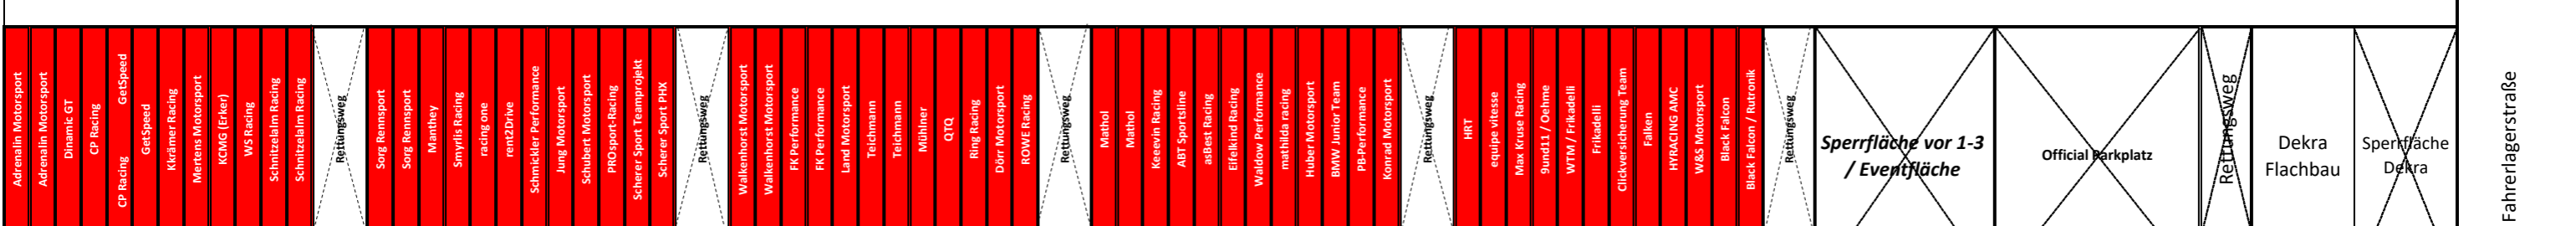 Adrenalin Motorsport
Adrenalin Motorsport
Dinamic GT
CP Racing
CP Racing GetSpeed
GetSpeed
Kkrämer Racing
Mertens Motorsport
KCMG (Erker)
WS Racing
Schnitzelalm Racing
Schnitzelalm Racing
Rettungsweg
Sorg Rennsport
Sorg Rennsport
Manthey
Smyrlis Racing
racing one
rent2Drive
Schmickler Performance
Jung Motorsport
Schubert Motorsport
PROsport-Racing
Scherer Sport Teamprojekt
Scherer Sport PHX
Rettungsweg
Walkenhorst Motorsport
Walkenhorst Motorsport
FK Performance
FK Performance
Land Motorsport
Teichmann
Teichmann
Mühlner
QTQ
Ring Racing
Dörr Motorsport
ROWE Racing
Rettungsweg
Mathol
Mathol
Keeevin Racing
ABT Sportsline
asBest Racing
Eifelkind Racing
Waldow Performance
mathilda racing
Huber Motorsport
BMW Junior Team
PB-Performance
Konrad Motorsport
Rettungsweg
HRT
equipe vitesse
Max Kruse Racing
9und11 / Oehme
WTM / Frikadelli
Frikadelli
Clickversicherung Team
Falken
HYRACING AMC
W&S Motorsport
Black Falcon
Black Falcon / Rutronik
Rettungsweg
Sperrfläche vor 1-3
/ Eventfläche
Official Parkplatz
Rettungsweg
Dekra
Flachbau
Sperrfläche
Dekra
Fahrerlagerstraße